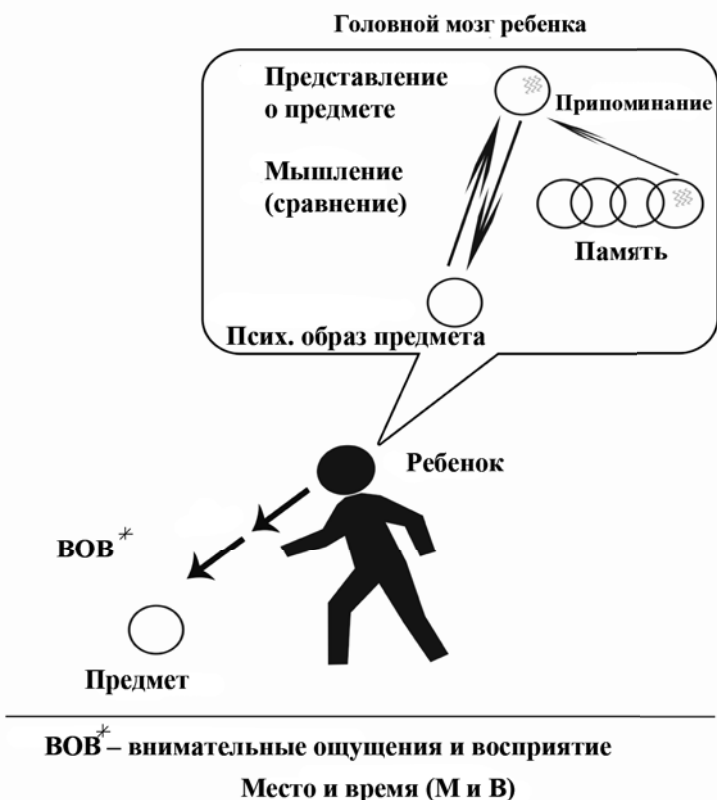 Головной мозг ребенка
Представление
о предмете
Припоминание
Мышление
(сравнение)
Память
Псих. образ предмета
Ребенок
ВОВ*
Предмет
ВОВ* – внимательные ощущения и восприятие
Место и время (М и В)